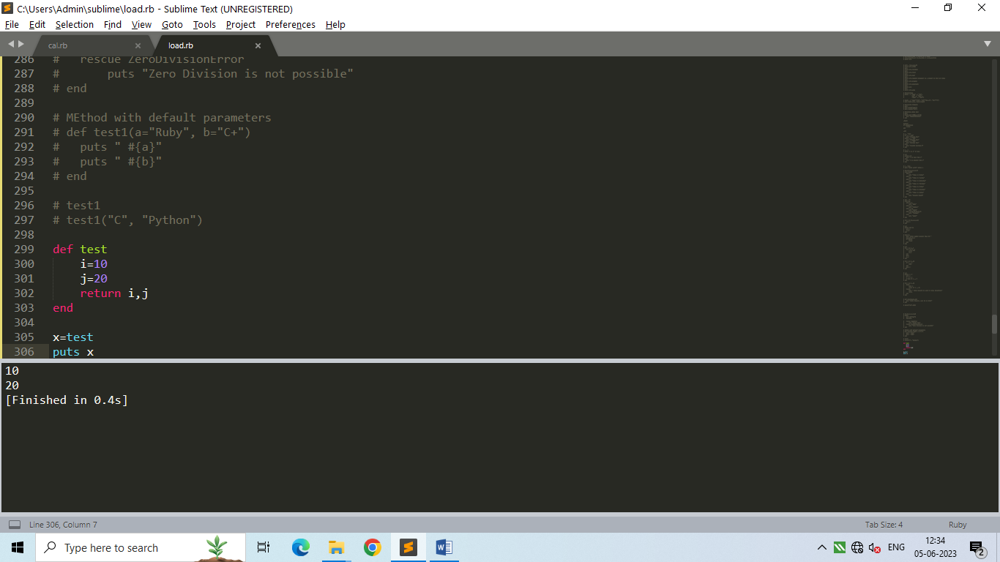 C:\Users\Admin\sublime\load.rb - Sublime Text (UNREGISTERED)
File Edit Selection Find View Goto Tools Project Preferences Help
cal.rb load.rb
286 #   rescue ZeroDivisionError
287 #       puts "Zero Division is not possible"
288 # end
289
290 # MEthod with default parameters
291 # def test1(a="Ruby", b="C+")
292 #   puts " #{a}"
293 #   puts " #{b}"
294 # end
295
296 # test1
297 # test1("C", "Python")
298
299 def test
300     i=10
301     j=20
302     return i,j
303 end
304
305 x=test
306 puts x
10
20
[Finished in 0.4s]
Line 306, Column 7 Tab Size: 4 Ruby
Type here to search ENG 12:34
05-06-2023 2